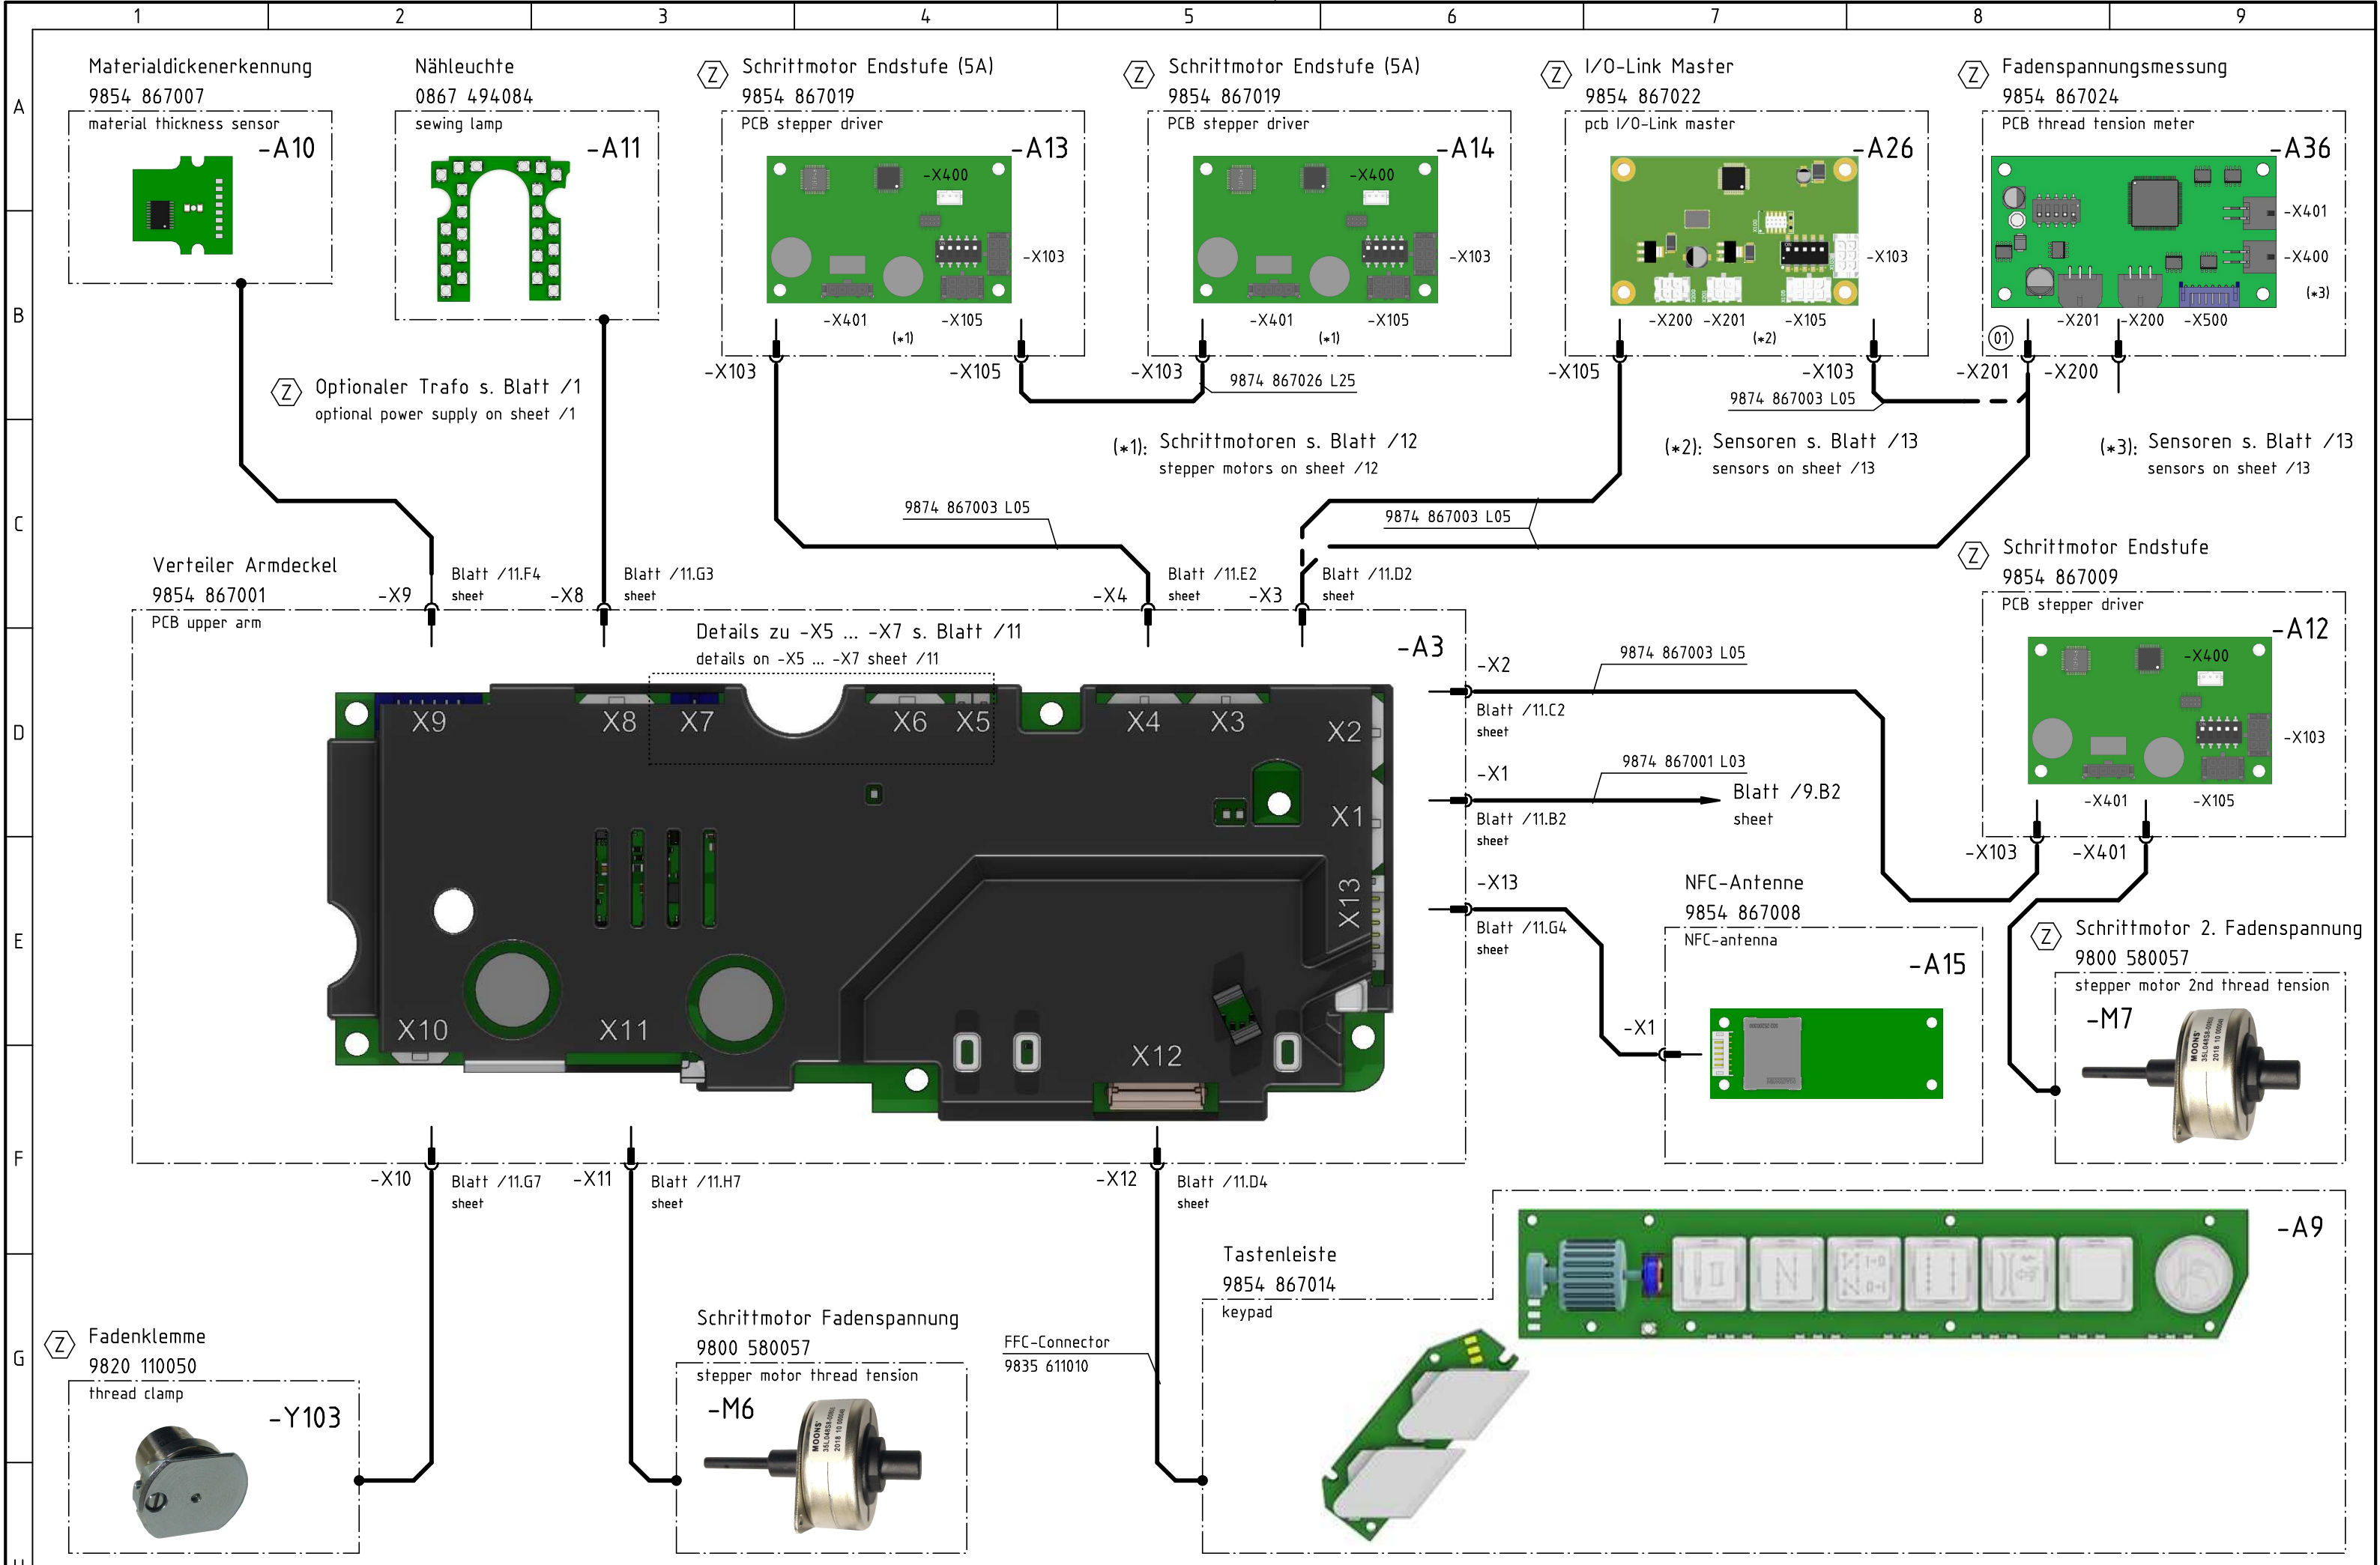 1 2 3 4 5 6 7 8 9
A
B
C
D
E
F
G
Materialdickenerkennung
9854 867007
material thickness sensor
-A10
Nähleuchte
0867 494084
sewing lamp
-A11
Z
Schrittmotor Endstufe (5A)
9854 867019
PCB stepper driver
-A13
-X400
-X103
-X401
-X105
(*1)
-X103
-X105
Z
Schrittmotor Endstufe (5A)
9854 867019
PCB stepper driver
-A14
-X400
-X103
-X401
-X105
(*1)
-X103
9874 867026 L25
Z
I/O-Link Master
9854 867022
pcb I/O-Link master
-A26
-X103
-X200 -X201 -X105
(*2)
-X105
-X103
9874 867003 L05
Z
Fadenspannungsmessung
9854 867024
PCB thread tension meter
-A36
-X401
-X400
(*3)
-X201 -X200 -X500
01
-X201 -X200
Z
Optionaler Trafo s. Blatt /1
optional power supply on sheet /1
(*1): Schrittmotoren s. Blatt /12
stepper motors on sheet /12
(*2): Sensoren s. Blatt /13
sensors on sheet /13
(*3): Sensoren s. Blatt /13
sensors on sheet /13
9874 867003 L05
9874 867003 L05
Verteiler Armdeckel
9854 867001
PCB upper arm
-X9
Blatt /11.F4
sheet
-X8
Blatt /11.G3
sheet
-X4
Blatt /11.E2
sheet
-X3
Blatt /11.D2
sheet
Details zu -X5 ... -X7 s. Blatt /11
details on -X5 ... -X7 sheet /11
-A3
X9 X8 X7 X6 X5 X4 X3
X2
X1
X13
X10 X11 X12
-X2
Blatt /11.C2
sheet
9874 867003 L05
-X1
Blatt /11.B2
sheet
9874 867001 L03
Blatt /9.B2
sheet
-X13
Blatt /11.G4
sheet
Z
Schrittmotor Endstufe
9854 867009
PCB stepper driver
-A12
-X400
-X103
-X401
-X105
-X103
-X401
NFC-Antenne
9854 867008
NFC-antenna
-A15
-X1
Z
Schrittmotor 2. Fadenspannung
9800 580057
stepper motor 2nd thread tension
-M7
MOONS'
2018 10 000040
-X10
Blatt /11.G7
sheet
-X11
Blatt /11.H7
sheet
-X12
Blatt /11.D4
sheet
Z
Fadenklemme
9820 110050
thread clamp
-Y103
Schrittmotor Fadenspannung
9800 580057
stepper motor thread tension
-M6
MOONS'
2018 10 000040
FFC-Connector
9835 611010
Tastenleiste
9854 867014
keypad
-A9